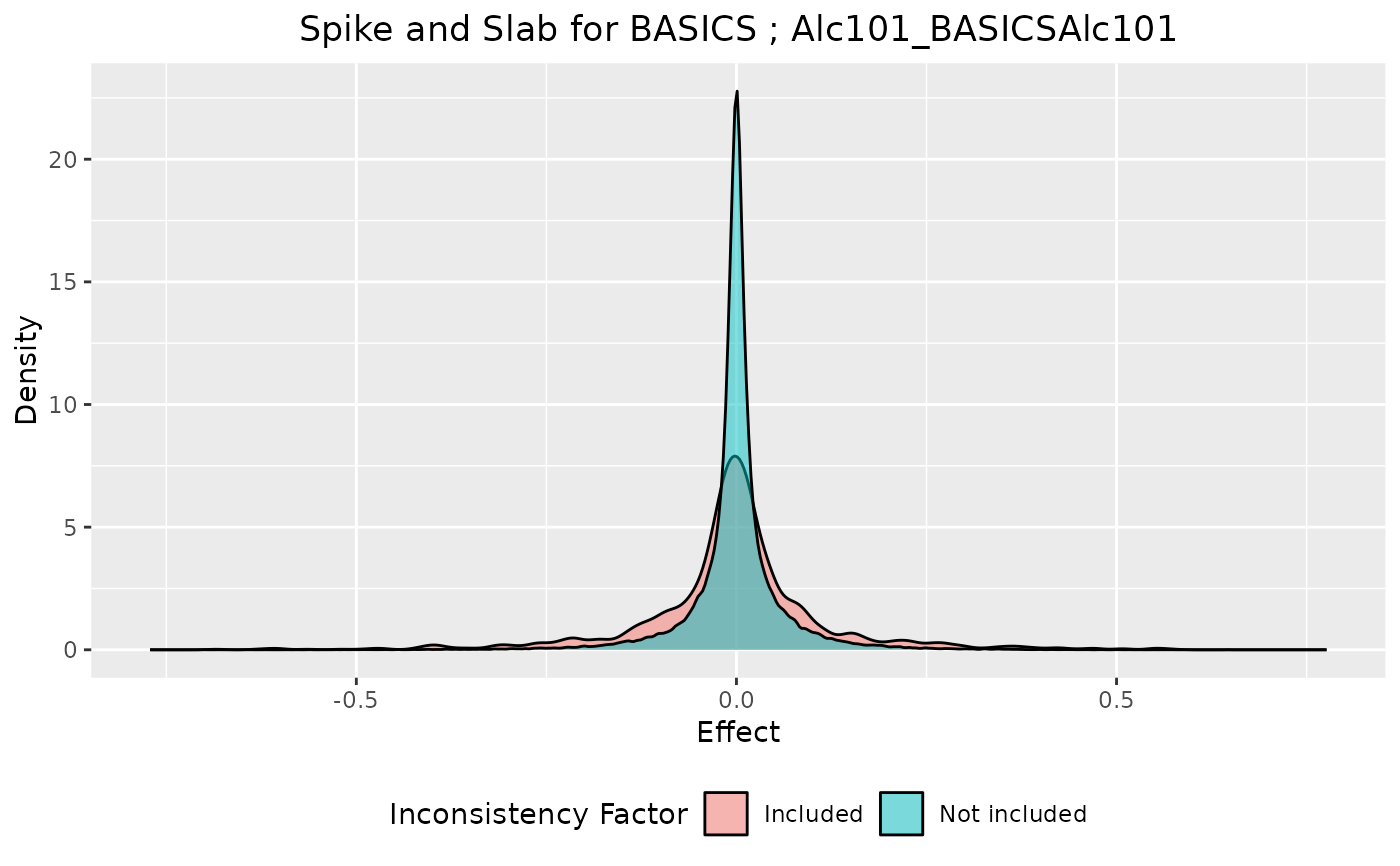 Spike and Slab for BASICS ; Alc101_BASICSAlc101
20
15
10
5
0
Density
-0.5 0.0 0.5
Effect
Inconsistency Factor Included Not included